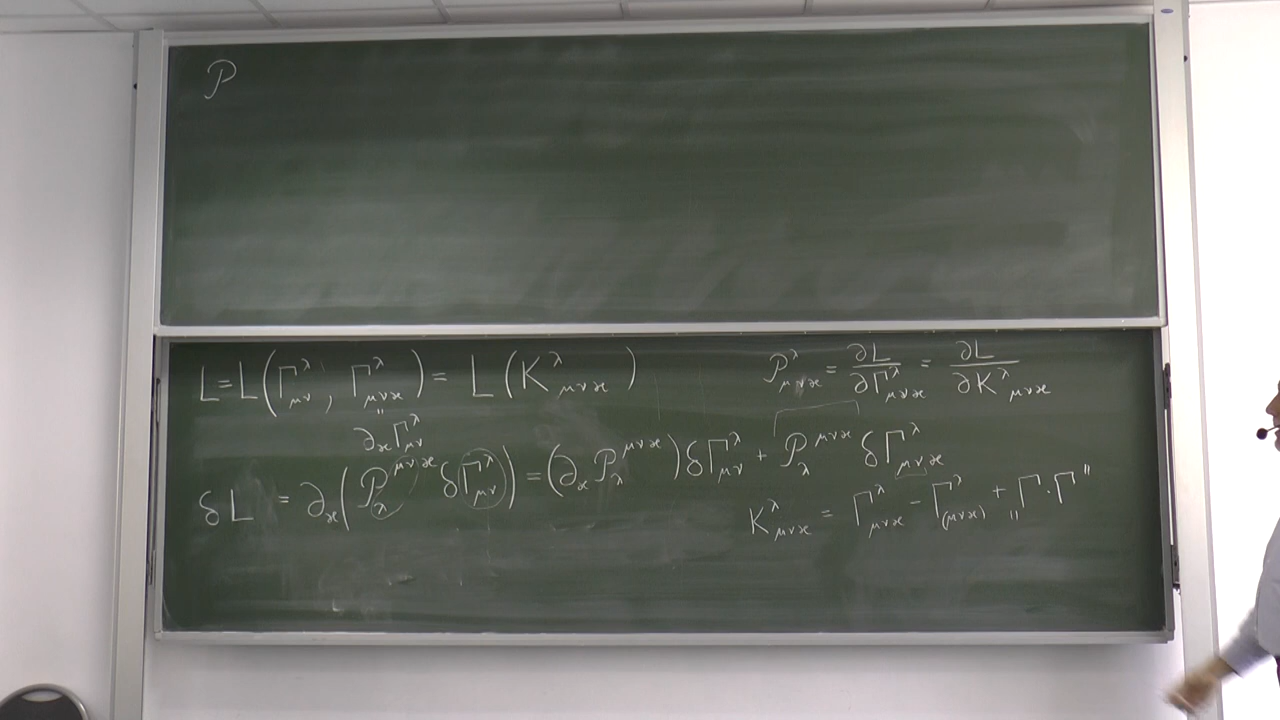 𝒫
L = L(Γ^λ_{μν}, Γ^λ_{μνϰ}) = L(K^λ_{μνϰ})
" ∂_ϰ Γ^λ_{μν}
𝒫^λ_{μνϰ} = ∂L/∂Γ^λ_{μνϰ} = ∂L/∂K^λ_{μνϰ}
δL = ∂_ϰ(𝒫_λ^{μνϰ} δΓ^λ_{μν}) = (∂_ϰ 𝒫_λ^{μνϰ}) δΓ^λ_{μν} + 𝒫_λ^{μνϰ} δΓ^λ_{μνϰ}
K^λ_{μνϰ} = Γ^λ_{μνϰ} − Γ^λ_{(μνϰ)} + „Γ·Γ"